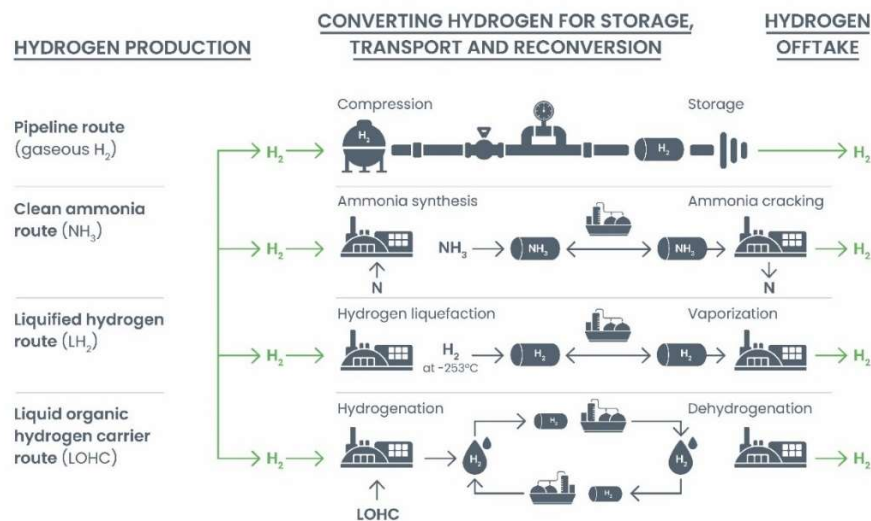 HYDROGEN PRODUCTION
CONVERTING HYDROGEN FOR STORAGE,
TRANSPORT AND RECONVERSION
HYDROGEN
OFFTAKE
Pipeline route
(gaseous H₂)
H₂
Compression
H₂
H₂
Storage
H₂
Clean ammonia
route (NH₃)
H₂
Ammonia synthesis
N
NH₃
NH₂
NH₂
Ammonia cracking
N
H₂
Liquified hydrogen
route (LH₂)
H₂
Hydrogen liquefaction
H₂
at -253°C
H₂
H₂
Vaporization
H₂
Liquid organic
hydrogen carrier
route (LOHC)
H₂
Hydrogenation
LOHC
H₂
H₂
H₂
H₂
Dehydrogenation
H₂